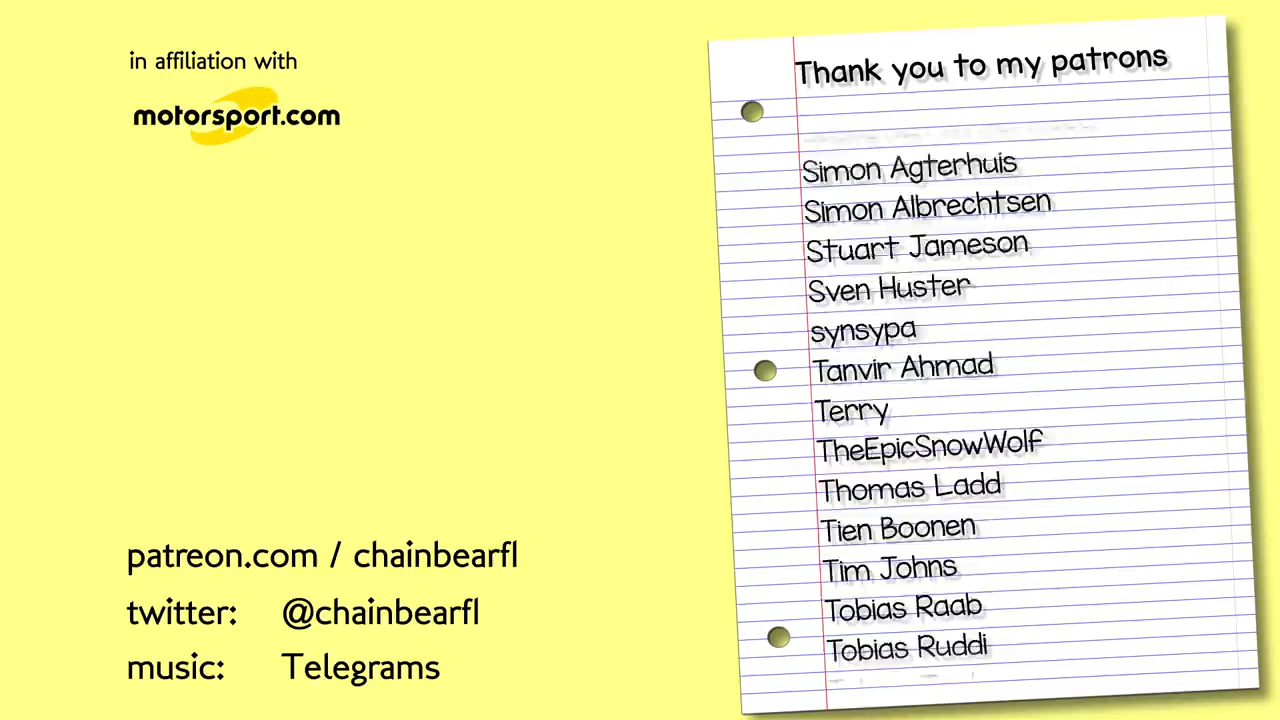 in affiliation with
motorsport.com
patreon.com / chainbearf1
twitter: @chainbearf1
music: Telegrams
Thank you to my patrons
Simon Agterhuis
Simon Albrechtsen
Stuart Jameson
Sven Huster
synsypa
Tanvir Ahmad
Terry
TheEpicSnowWolf
Thomas Ladd
Tien Boonen
Tim Johns
Tobias Raab
Tobias Ruddi